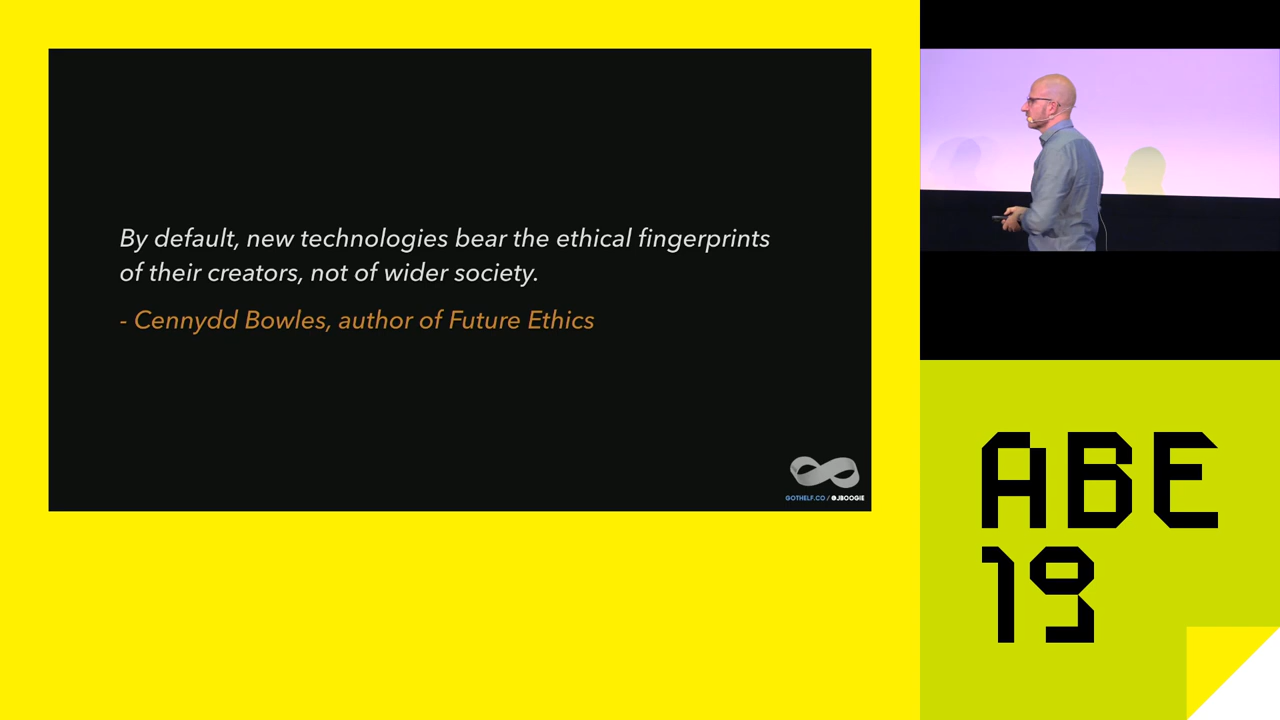 By default, new technologies bear the ethical fingerprints
of their creators, not of wider society.
- Cennydd Bowles, author of Future Ethics
GOTHELF.CO / @JBOOGIE
ABE
19